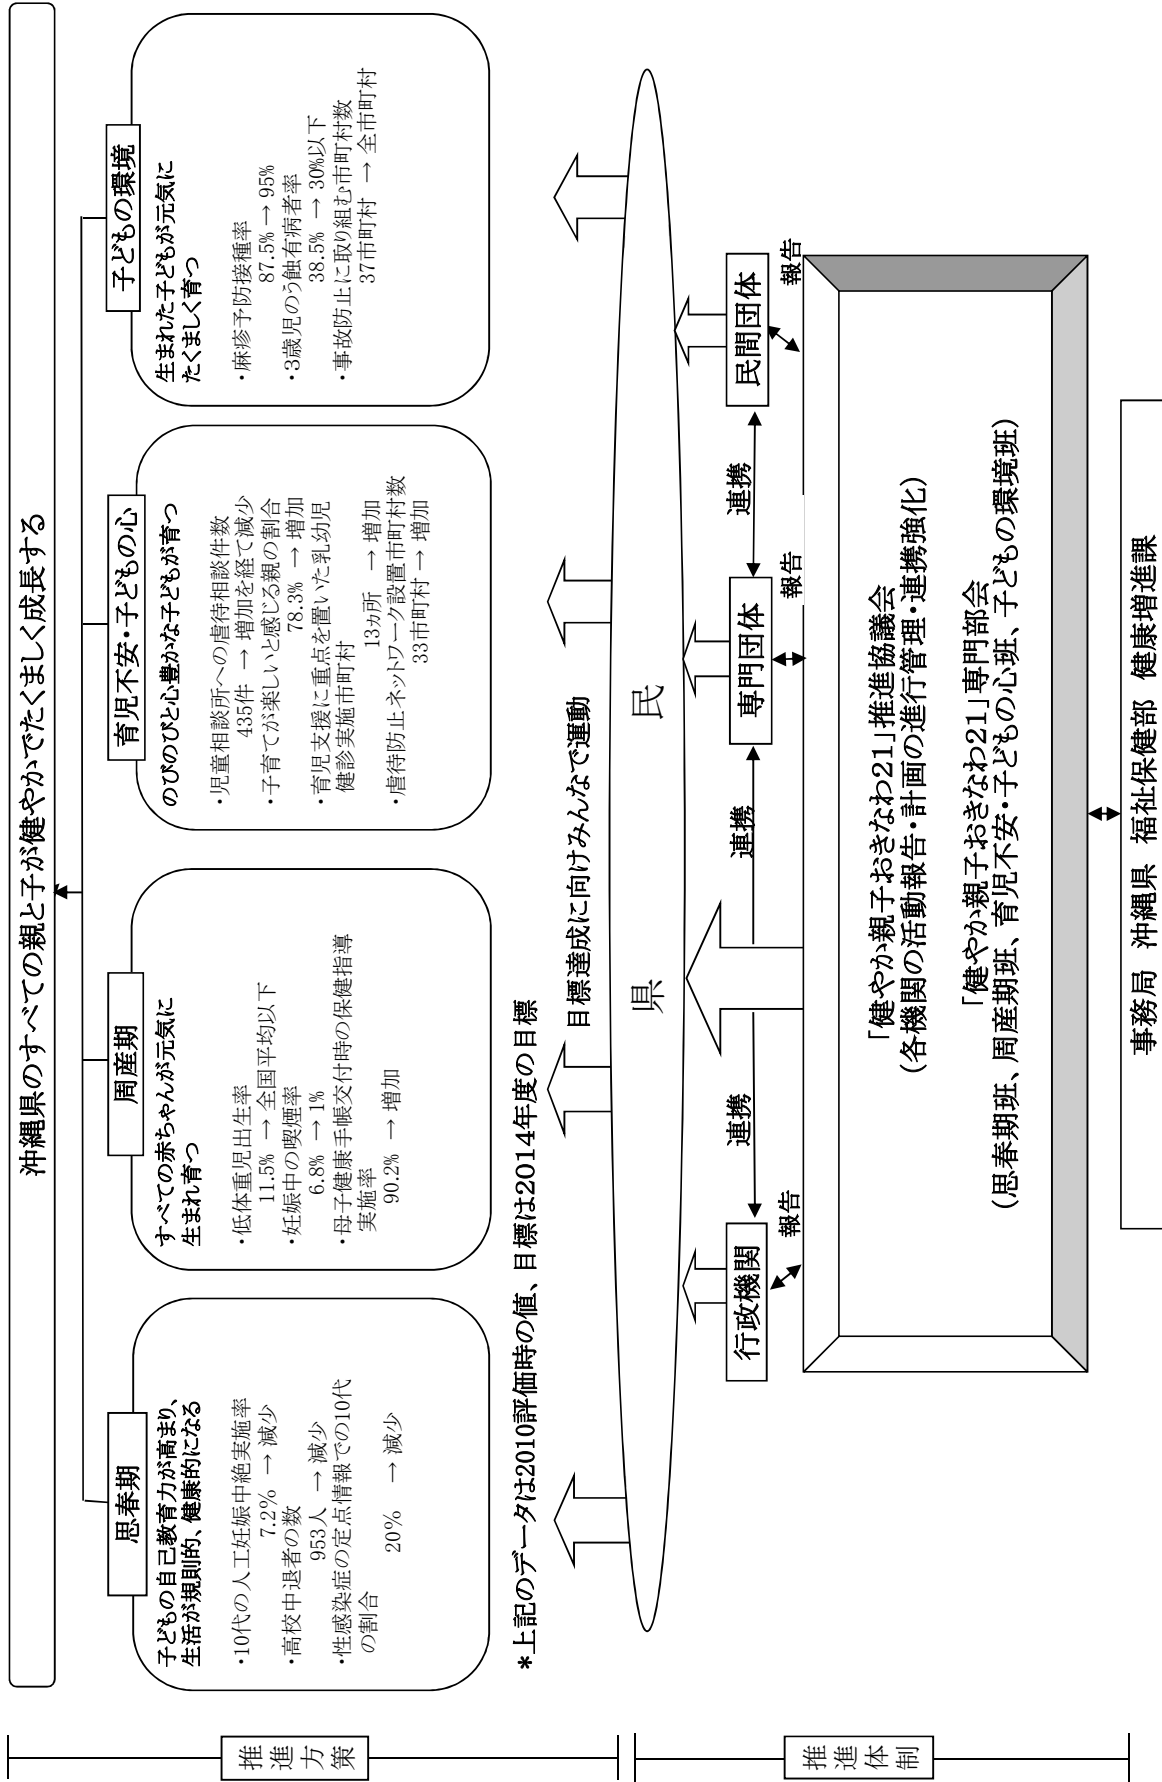 沖縄県のすべての親と子が健やかでたくましく成長する
推進方策
思春期
子どもの自己教育力が高まり、
生活が規則的、健康的になる
・10代の人工妊娠中絶実施率
7.2% → 減少
・高校中退者の数
953人 → 減少
・性感染症の定点情報での10代
の割合
20% → 減少
周産期
すべての赤ちゃんが元気に
生まれ育つ
・低体重児出生率
11.5% → 全国平均以下
・妊娠中の喫煙率
6.8% → 1%
・母子健康手帳交付時の保健指導
実施率
90.2% → 増加
育児不安・子どもの心
のびのびと心豊かな子どもが育つ
・児童相談所への虐待相談件数
435件 → 増加を経て減少
・子育てが楽しいと感じる親の割合
78.3% → 増加
・育児支援に重点を置いた乳幼児
健診実施市町村
13ヵ所 → 増加
・虐待防止ネットワーク設置市町村数
33市町村 → 増加
子どもの環境
生まれた子どもが元気に
たくましく育つ
・麻疹予防接種率
87.5% → 95%
・3歳児のう蝕有病者率
38.5% → 30%以下
・事故防止に取り組む市町村数
37市町村 → 全市町村
*上記のデータは2010評価時の値、目標は2014年度の目標
目標達成に向けみんなで運動
推進体制
県 民
行政機関
連携
連携
専門団体
連携
民間団体
報告
報告
報告
「健やか親子おきなわ21」推進協議会
(各機関の活動報告・計画の進行管理・連携強化)
「健やか親子おきなわ21」専門部会
(思春期班、周産期班、育児不安・子どもの心班、子どもの環境班)
事務局 沖縄県 福祉保健部 健康増進課